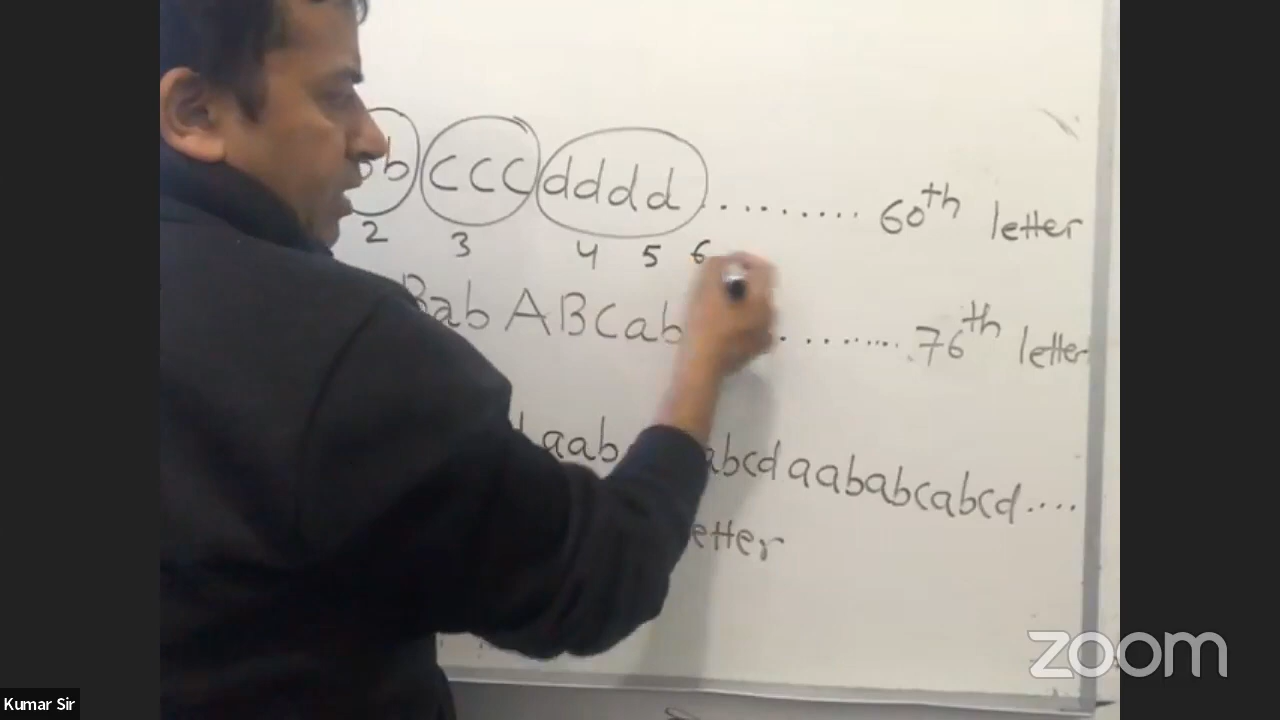 bb ccc dddd ......... 60th letter
2 3 4 5 6
Bab ABCab ......... 76th letter
aab abcd aababcabcd....
etter
zoom
Kumar Sir